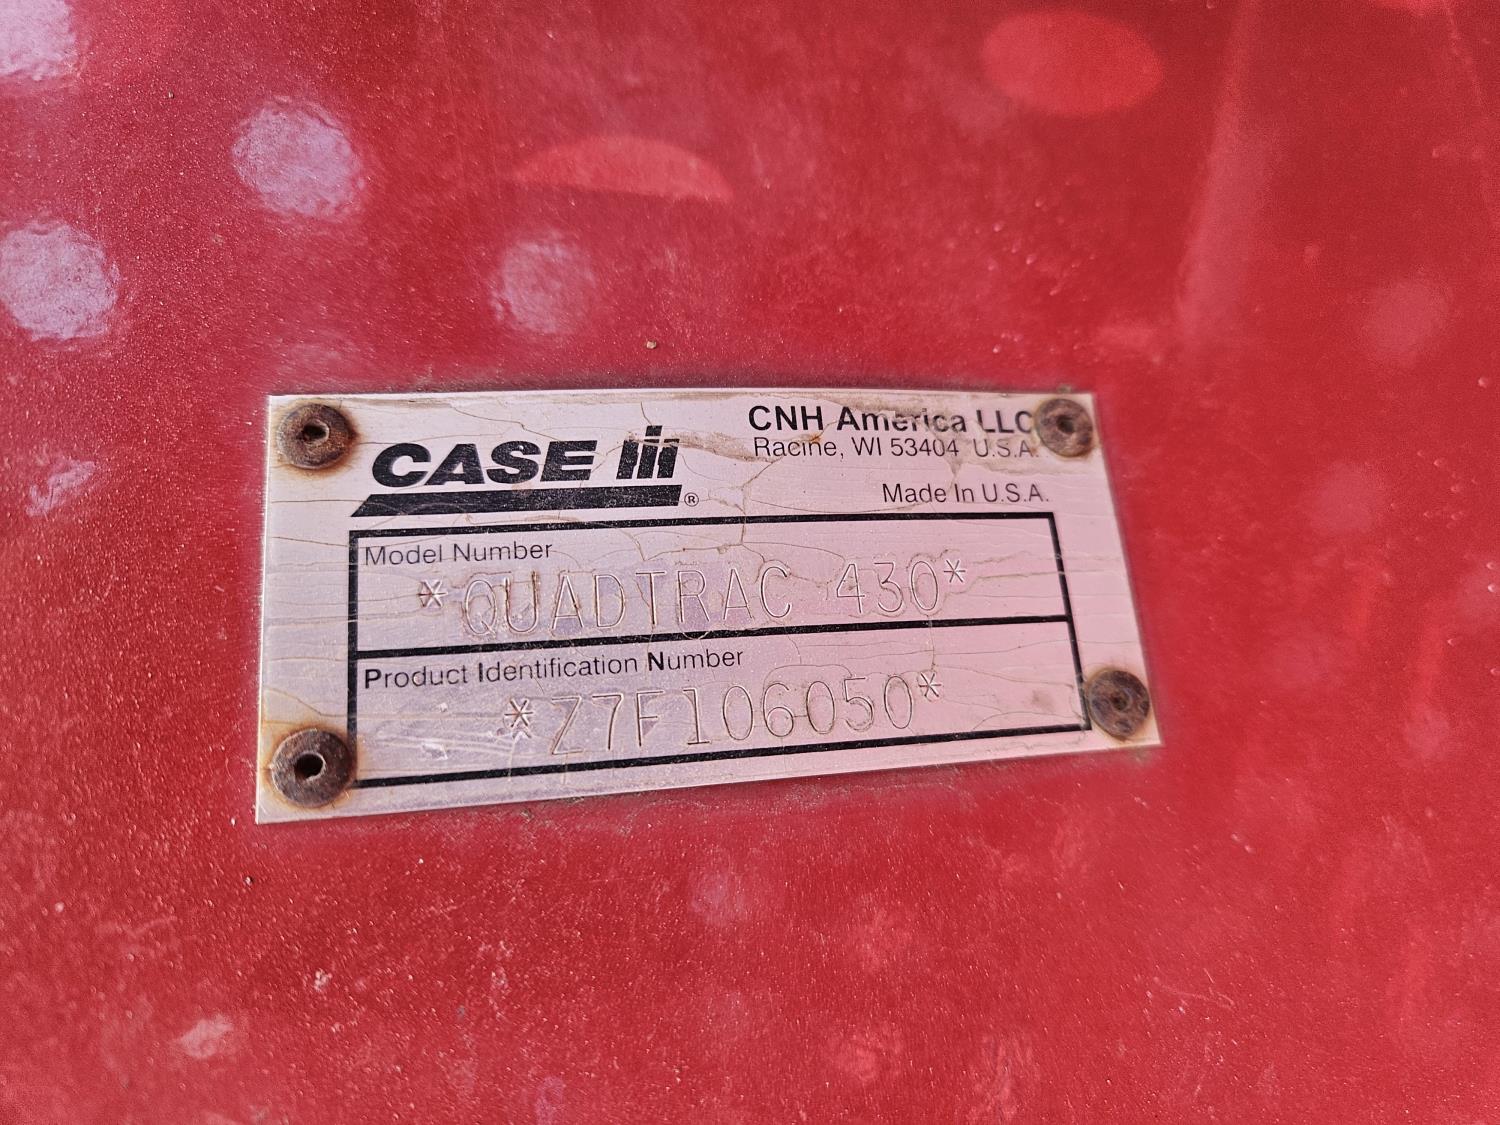 CASE IH®
CNH America LLC
Racine, WI 53404 U.S.A.
Made In U.S.A.
Model Number
*QUADTRAC 430*
Product Identification Number
*Z7F106050*